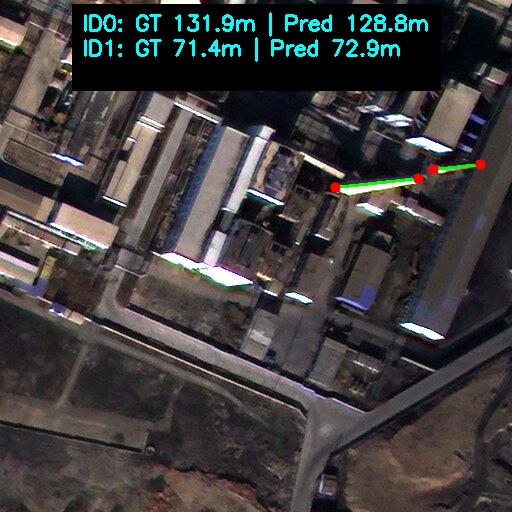 ID0: GT 131.9m | Pred 128.8m
ID1: GT 71.4m | Pred 72.9m